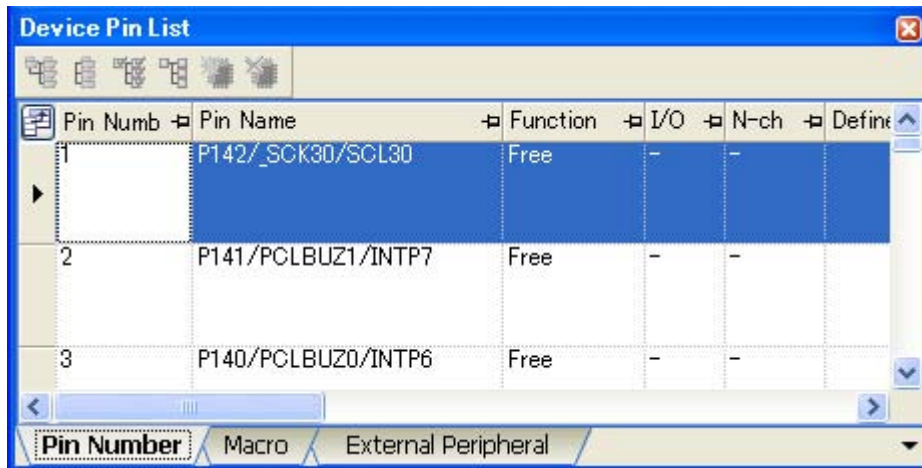 Device Pin List
Pin Numb Pin Name Function I/O N-ch Define
1 P142/_SCK30/SCL30 Free - -
2 P141/PCLBUZ1/INTP7 Free - -
3 P140/PCLBUZ0/INTP6 Free - -
Pin Number Macro External Peripheral